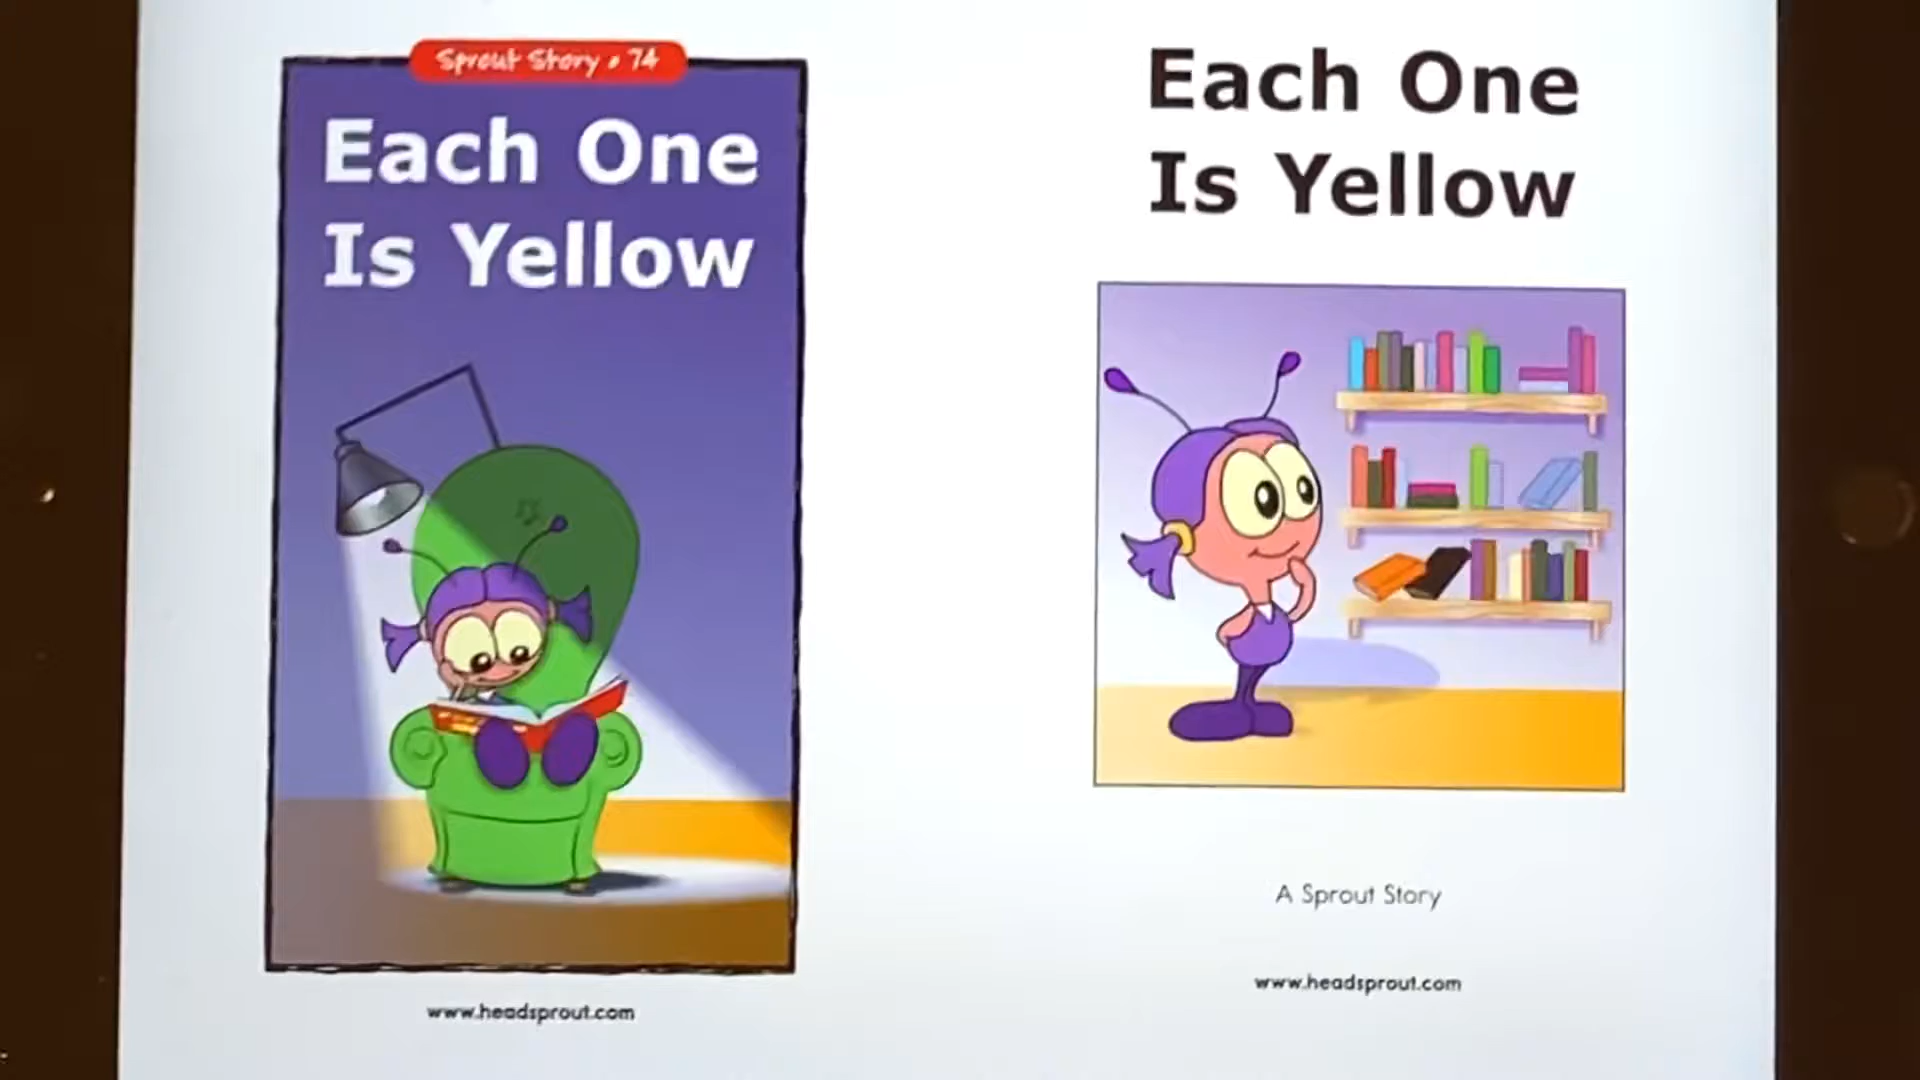 Sprout Story • 74
Each One
Is Yellow
www.headsprout.com
Each One
Is Yellow
A Sprout Story
www.headsprout.com